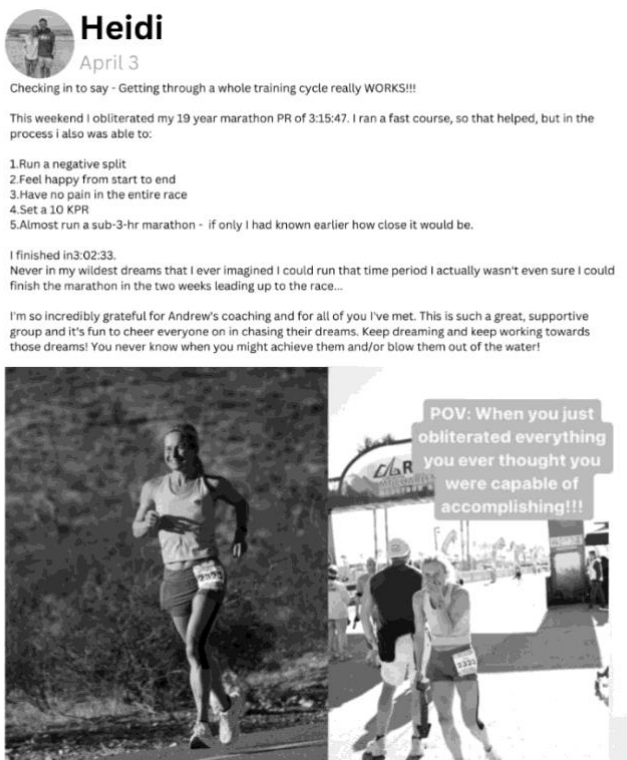 Heidi
April 3
Checking in to say - Getting through a whole training cycle really WORKS!!!
This weekend I obliterated my 19 year marathon PR of 3:15:47. I ran a fast course, so that helped, but in the
process i also was able to:
1.Run a negative split
2.Feel happy from start to end
3.Have no pain in the entire race
4.Set a 10 KPR
5.Almost run a sub-3-hr marathon - if only I had known earlier how close it would be.
I finished in3:02:33.
Never in my wildest dreams that I ever imagined I could run that time period I actually wasn't even sure I could
finish the marathon in the two weeks leading up to the race...
I'm so incredibly grateful for Andrew's coaching and for all of you I've met. This is such a great, supportive
group and it's fun to cheer everyone on in chasing their dreams. Keep dreaming and keep working towards
those dreams! You never know when you might achieve them and/or blow them out of the water!
POV: When you just
obliterated everything
you ever thought you
were capable of
accomplishing!!!